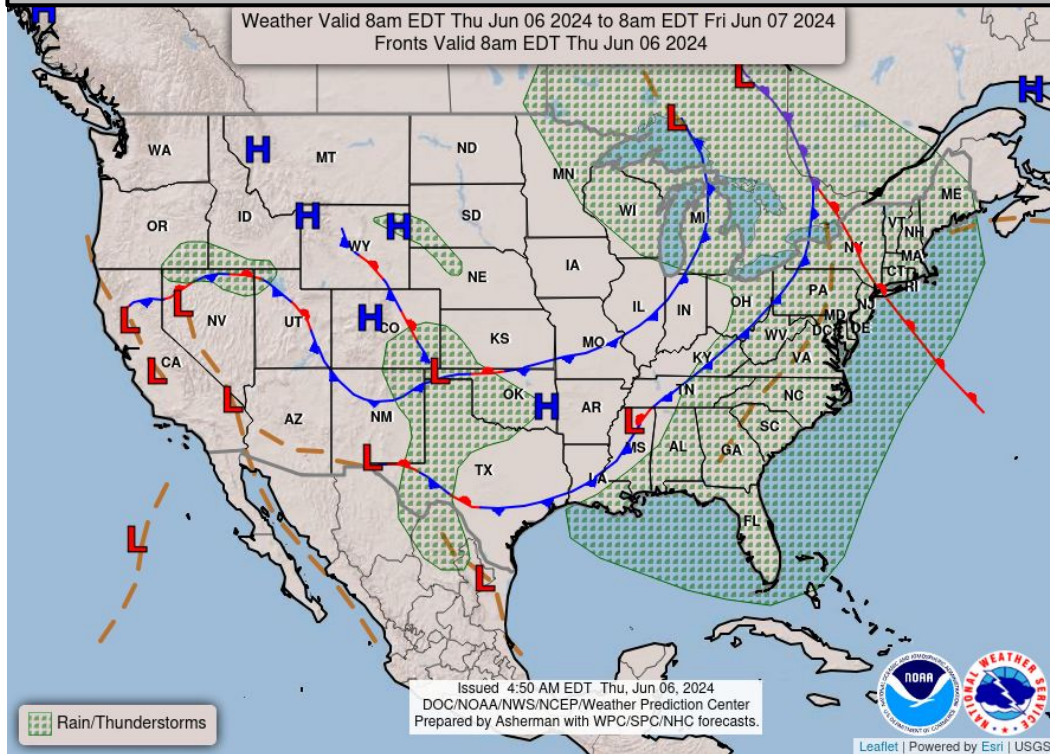 Weather Valid 8am EDT Thu Jun 06 2024 to 8am EDT Fri Jun 07 2024
Fronts Valid 8am EDT Thu Jun 06 2024
H
L
H
L
WA
MT
ND
MN
ME
H
OR
ID
H
H
SD
WI
MI
VT
NH
WY
NY
MA
IA
NE
CT
RI
L
L
NV
UT
H
CO
IL
IN
OH
PA
NJ
MD
DE
DC
KS
MO
WV
VA
CA
L
L
KY
L
AZ
NM
OK
H
AR
TN
NC
L
SC
MS
AL
GA
L
TX
LA
FL
L
L
Rain/Thunderstorms
Issued 4:50 AM EDT Thu, Jun 06, 2024
DOC/NOAA/NWS/NCEP/Weather Prediction Center
Prepared by Asherman with WPC/SPC/NHC forecasts.
NOAA
NATIONAL WEATHER SERVICE
Leaflet | Powered by Esri | USGS